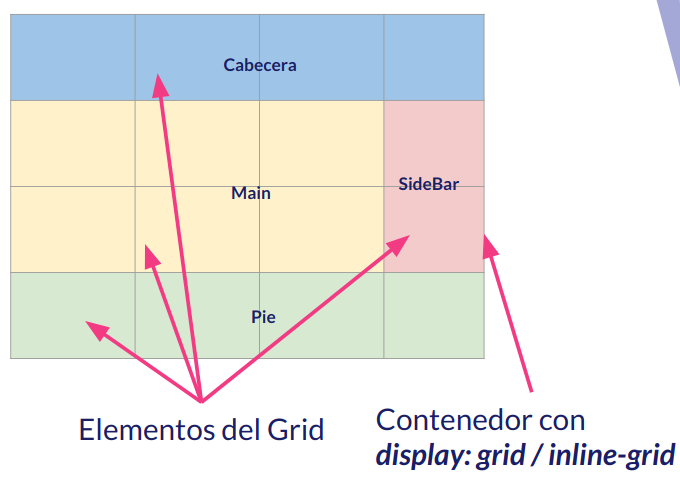 Cabecera
Main
SideBar
Pie
Elementos del Grid
Contenedor con
display: grid / inline-grid